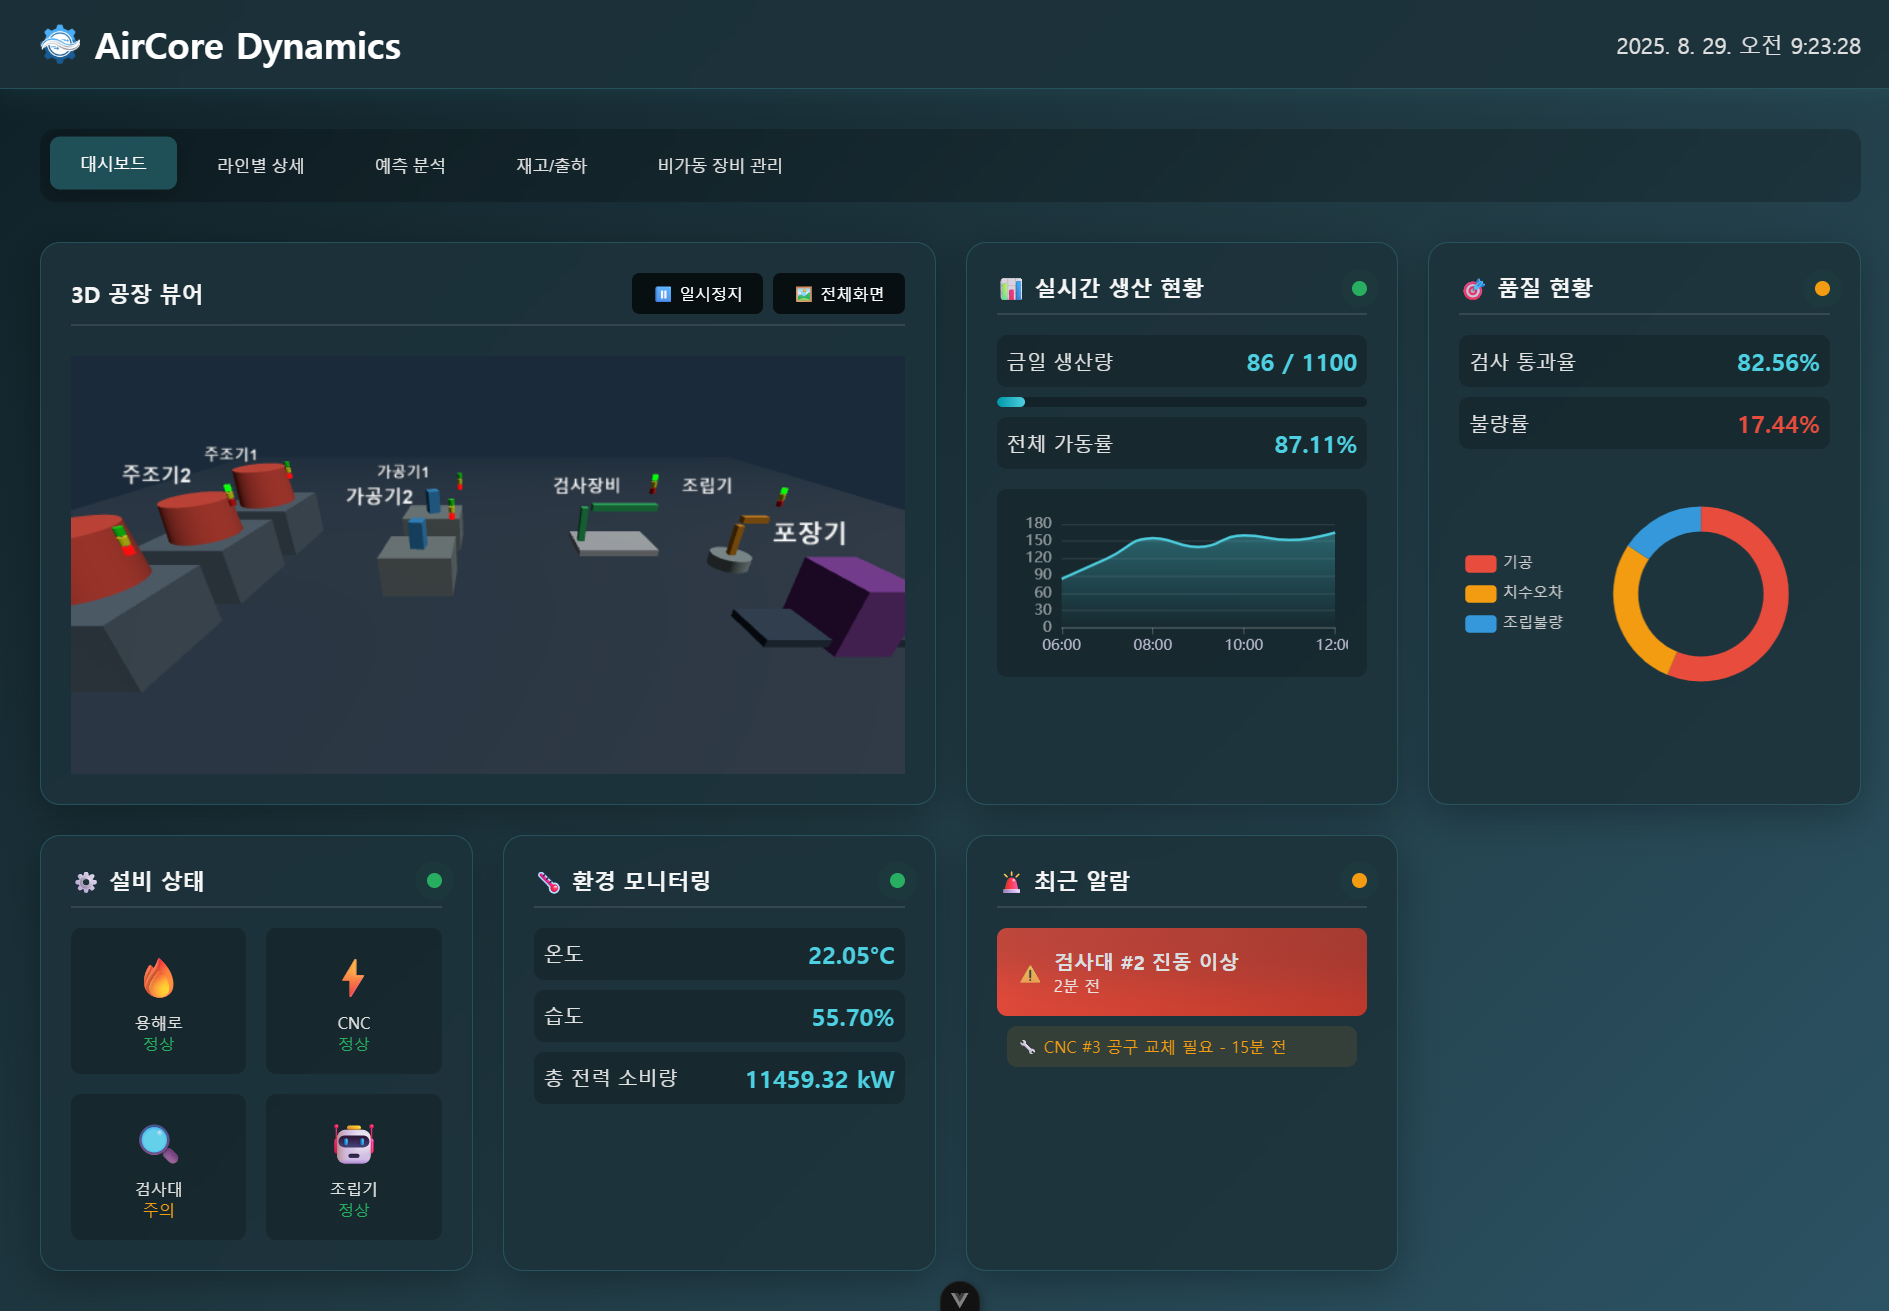 AirCore Dynamics
2025. 8. 29. 오전 9:23:28
대시보드
라인별 상세
예측 분석
재고/출하
비가동 장비 관리
3D 공장 뷰어
일시정지
전체화면
주조기1
주조기2
가공기1
가공기2
검사장비
조립기
포장기
실시간 생산 현황
금일 생산량
86 / 1100
전체 가동률
87.11%
180
150
120
90
60
30
0
06:00
08:00
10:00
12:00
품질 현황
검사 통과율
82.56%
불량률
17.44%
기공
치수오차
조립불량
설비 상태
용해로
정상
CNC
정상
검사대
주의
조립기
정상
환경 모니터링
온도
22.05°C
습도
55.70%
총 전력 소비량
11459.32 kW
최근 알람
검사대 #2 진동 이상
2분 전
CNC #3 공구 교체 필요 - 15분 전